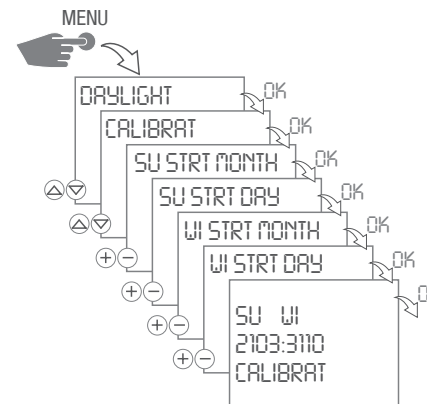 MENU
DAYLIGHT
OK
CALIBRAT
OK
SU STRT MONTH
OK
SU STRT DAY
OK
WI STRT MONTH
OK
WI STRT DAY
OK
SU WI
2103:3110
CALIBRAT